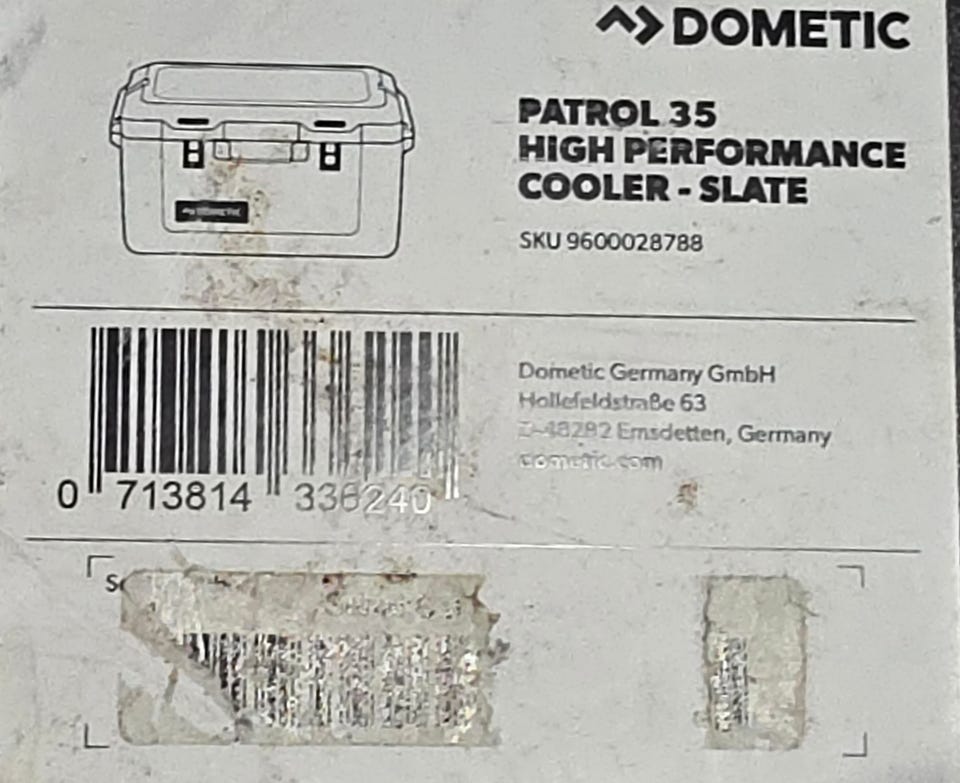 DOMETIC
PATROL 35
HIGH PERFORMANCE
COOLER - SLATE
SKU 9600028788
DOMETIC
Dometic Germany GmbH
Hollefeldstraße 63
D-48282 Emsdetten, Germany
dometic.com
0 713814 336240